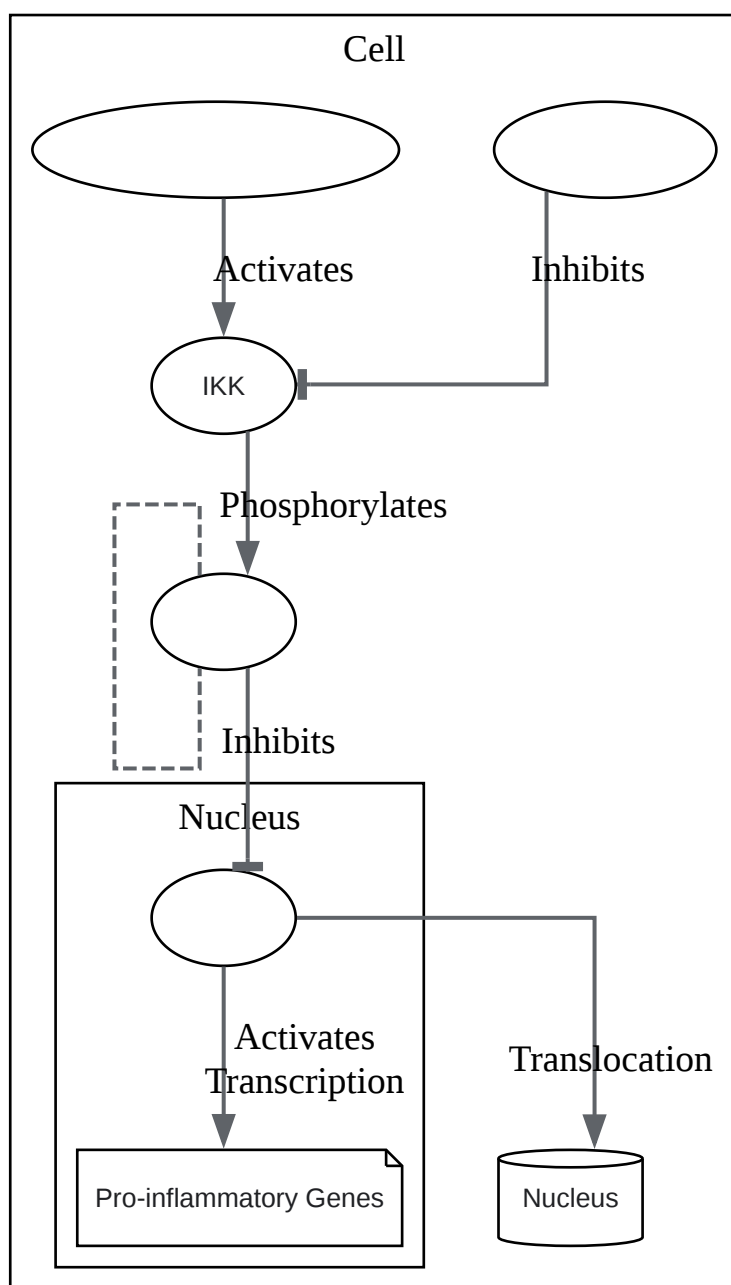 Cell
Activates
Inhibits
IKK
Phosphorylates
Inhibits
Nucleus
Activates
Transcription
Translocation
Pro-inflammatory Genes
Nucleus